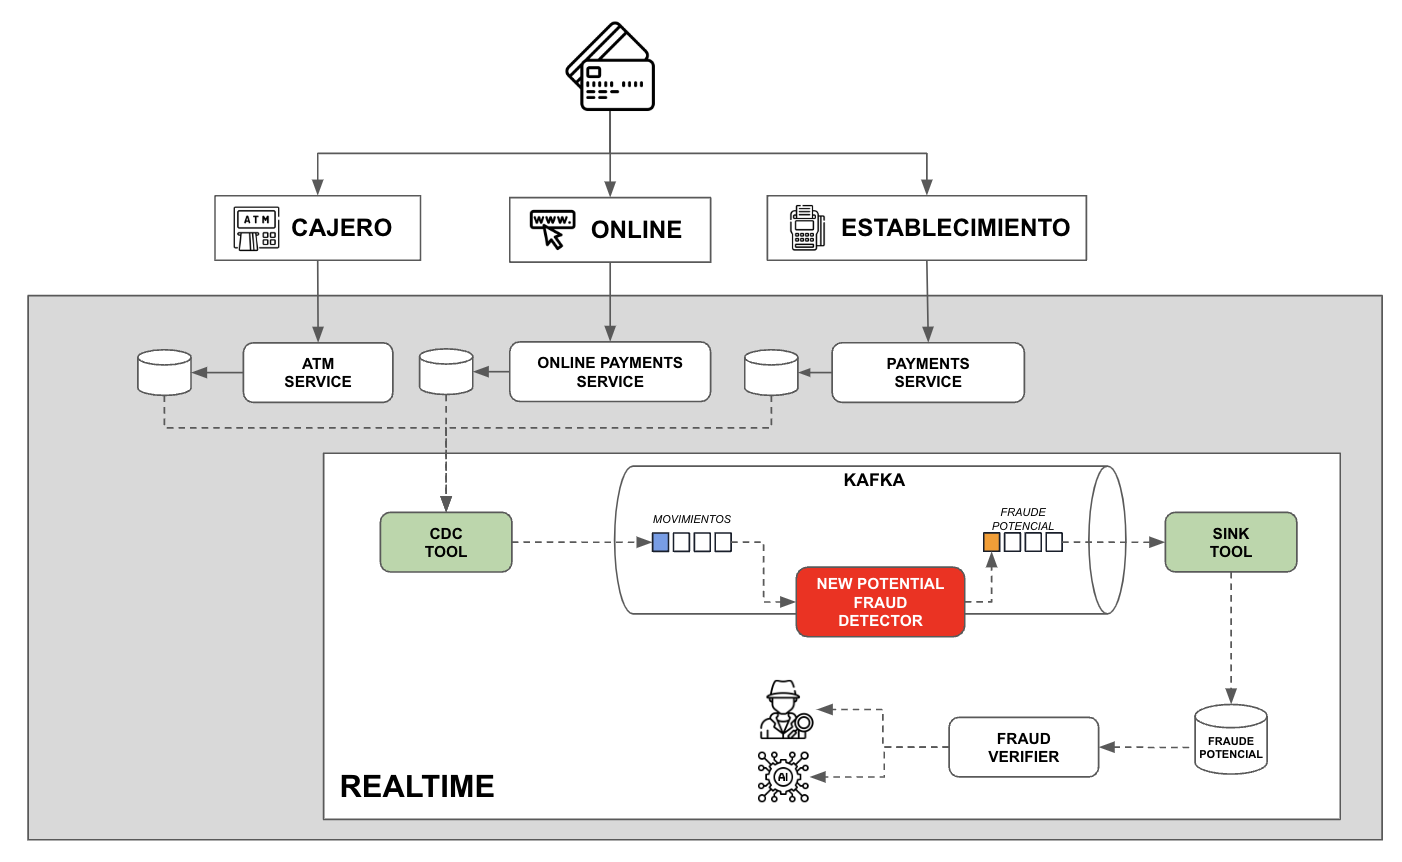 ATM
CAJERO
www.
ONLINE
ESTABLECIMIENTO
ATM
SERVICE
ONLINE PAYMENTS
SERVICE
PAYMENTS
SERVICE
KAFKA
CDC
TOOL
MOVIMIENTOS
FRAUDE
POTENCIAL
SINK
TOOL
NEW POTENTIAL
FRAUD
DETECTOR
FRAUD
VERIFIER
FRAUDE
POTENCIAL
AI
REALTIME